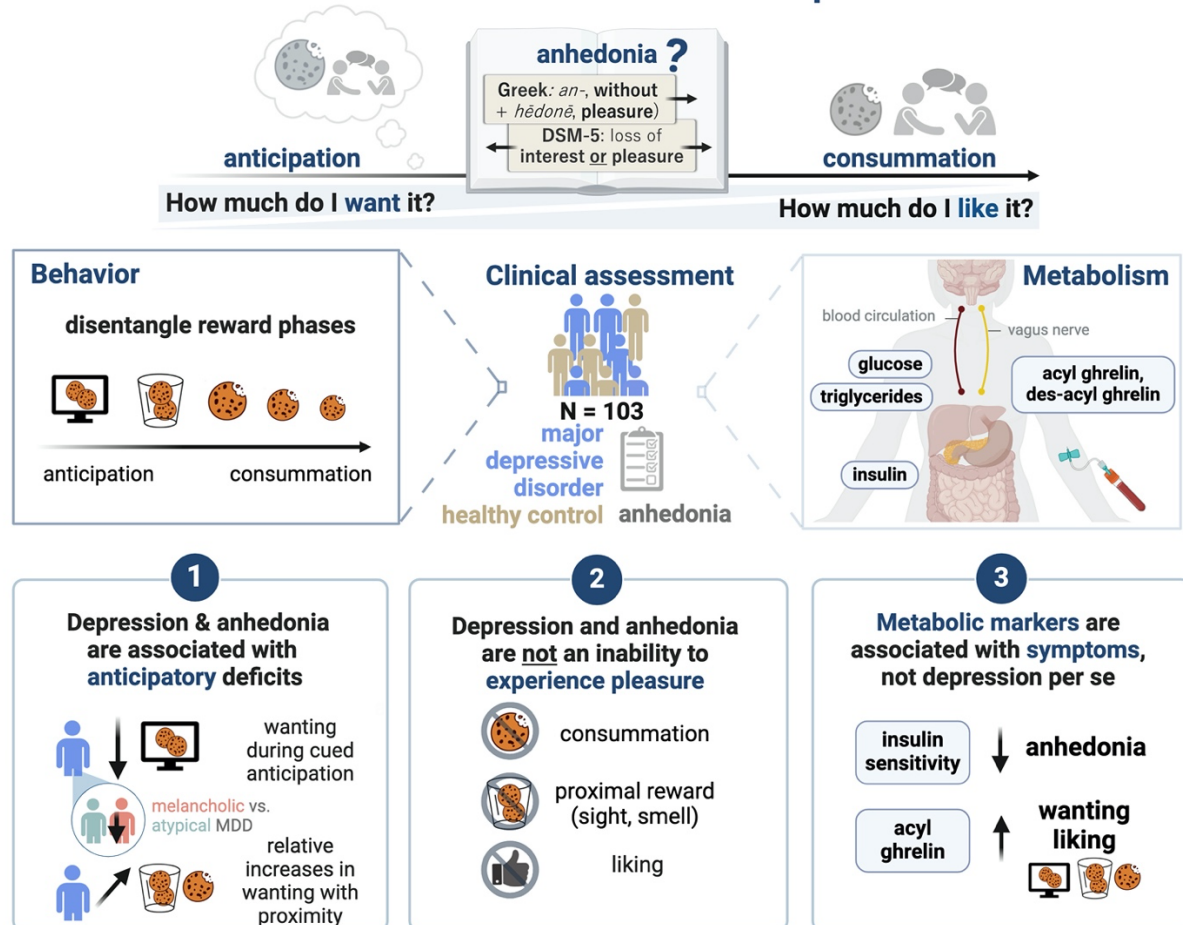 anhedonia ?
Greek: an-, without
+ hēdonē, pleasure)
DSM-5: loss of
interest or pleasure
anticipation
consummation
How much do I want it?
How much do I like it?
Behavior
disentangle reward phases
anticipation
consummation
Clinical assessment
N = 103
major
depressive
disorder
healthy control
anhedonia
Metabolism
blood circulation
vagus nerve
glucose
triglycerides
acyl ghrelin,
des-acyl ghrelin
insulin
1
Depression & anhedonia
are associated with
anticipatory deficits
wanting
during cued
anticipation
melancholic vs.
atypical MDD
relative
increases in
wanting with
proximity
2
Depression and anhedonia
are not an inability to
experience pleasure
consummation
proximal reward
(sight, smell)
liking
3
Metabolic markers are
associated with symptoms,
not depression per se
insulin
sensitivity
anhedonia
acyl
ghrelin
wanting
liking